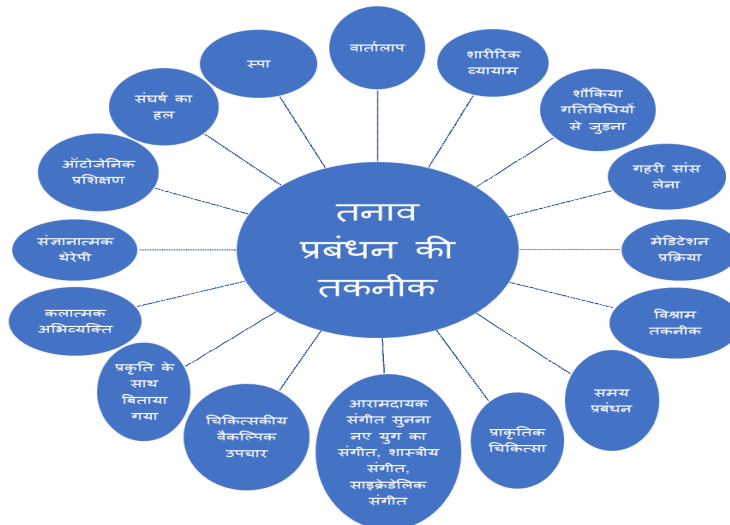 तनाव
प्रबंधन की
तकनीक
वार्तालाप
शारीरिक
व्यायाम
शौकिया
गतिविधियों
से जुड़ना
गहरी सांस
लेना
मेडिटेशन
प्रक्रिया
विश्राम
तकनीक
समय
प्रबंधन
प्राकृतिक
चिकित्सा
आरामदायक
संगीत सुनना
नए युग का
संगीत, शास्त्रीय
संगीत,
साइक्रेडेलिक
संगीत
चिकित्सकीय
वैकल्पिक
उपचार
प्रकृति के
साथ
बिताया
गया
कलात्मक
अभिव्यक्ति
संज्ञानात्मक
थेरेपी
ऑटोजेनिक
प्रशिक्षण
संघर्ष का
हल
स्पा